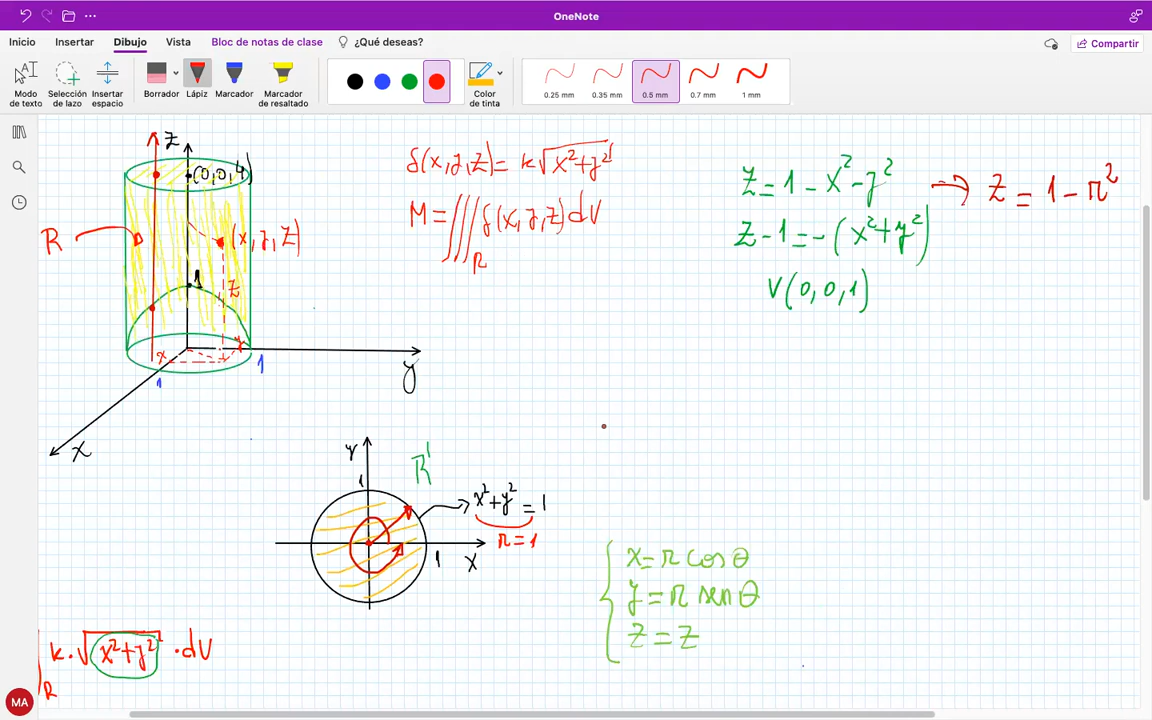 OneNote
Inicio Insertar Dibujo Vista Bloc de notas de clase ¿Qué deseas? Compartir
Modo de texto
Selección de lazo
Insertar espacio
Borrador
Lápiz
Marcador
Marcador de resaltado
Color de tinta
0.25 mm 0.35 mm 0.5 mm 0.7 mm 1 mm
z
(0,0,4)
R
(x,y,z)
1
z
x
y
1
1
y
x
δ(x,y,z)=k√x²+y²
M=∭ δ(x,y,z)dV
R
z=1-x²-y² → z=1-r²
z-1=-(x²+y²)
V(0,0,1)
y
1
R'
x²+y²=1
r=1
1
x
x=r cosθ
y=r senθ
z=z
k·√x²+y²·dV
R
MA